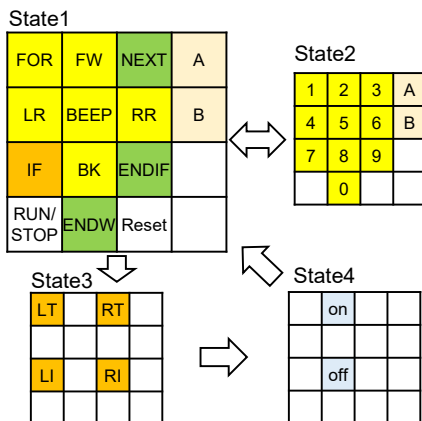 State1
FOR FW NEXT A
LR BEEP RR B
IF BK ENDIF
RUN/
STOP ENDW Reset
State2
1 2 3 A
4 5 6 B
7 8 9
0
State3
LT RT
LI RI
State4
on
off